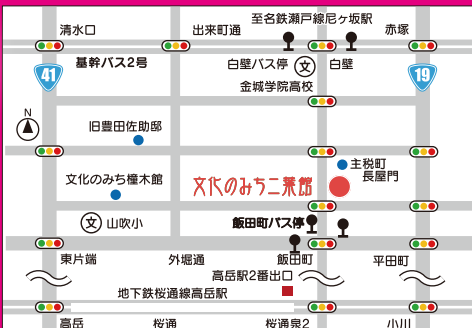 至名鉄瀬戸線尼ヶ坂駅
清水口
出来町通
赤塚
基幹バス2号
白壁バス停
文
白壁
41
19
金城学院高校
N
旧豊田佐助邸
主税町
長屋門
文化のみち橦木館
文化のみち二葉館
文
山吹小
飯田町バス停
東片端
外堀通
飯田町
平田町
高岳駅2番出口
地下鉄桜通線高岳駅
高岳
桜通
桜通泉2
小川